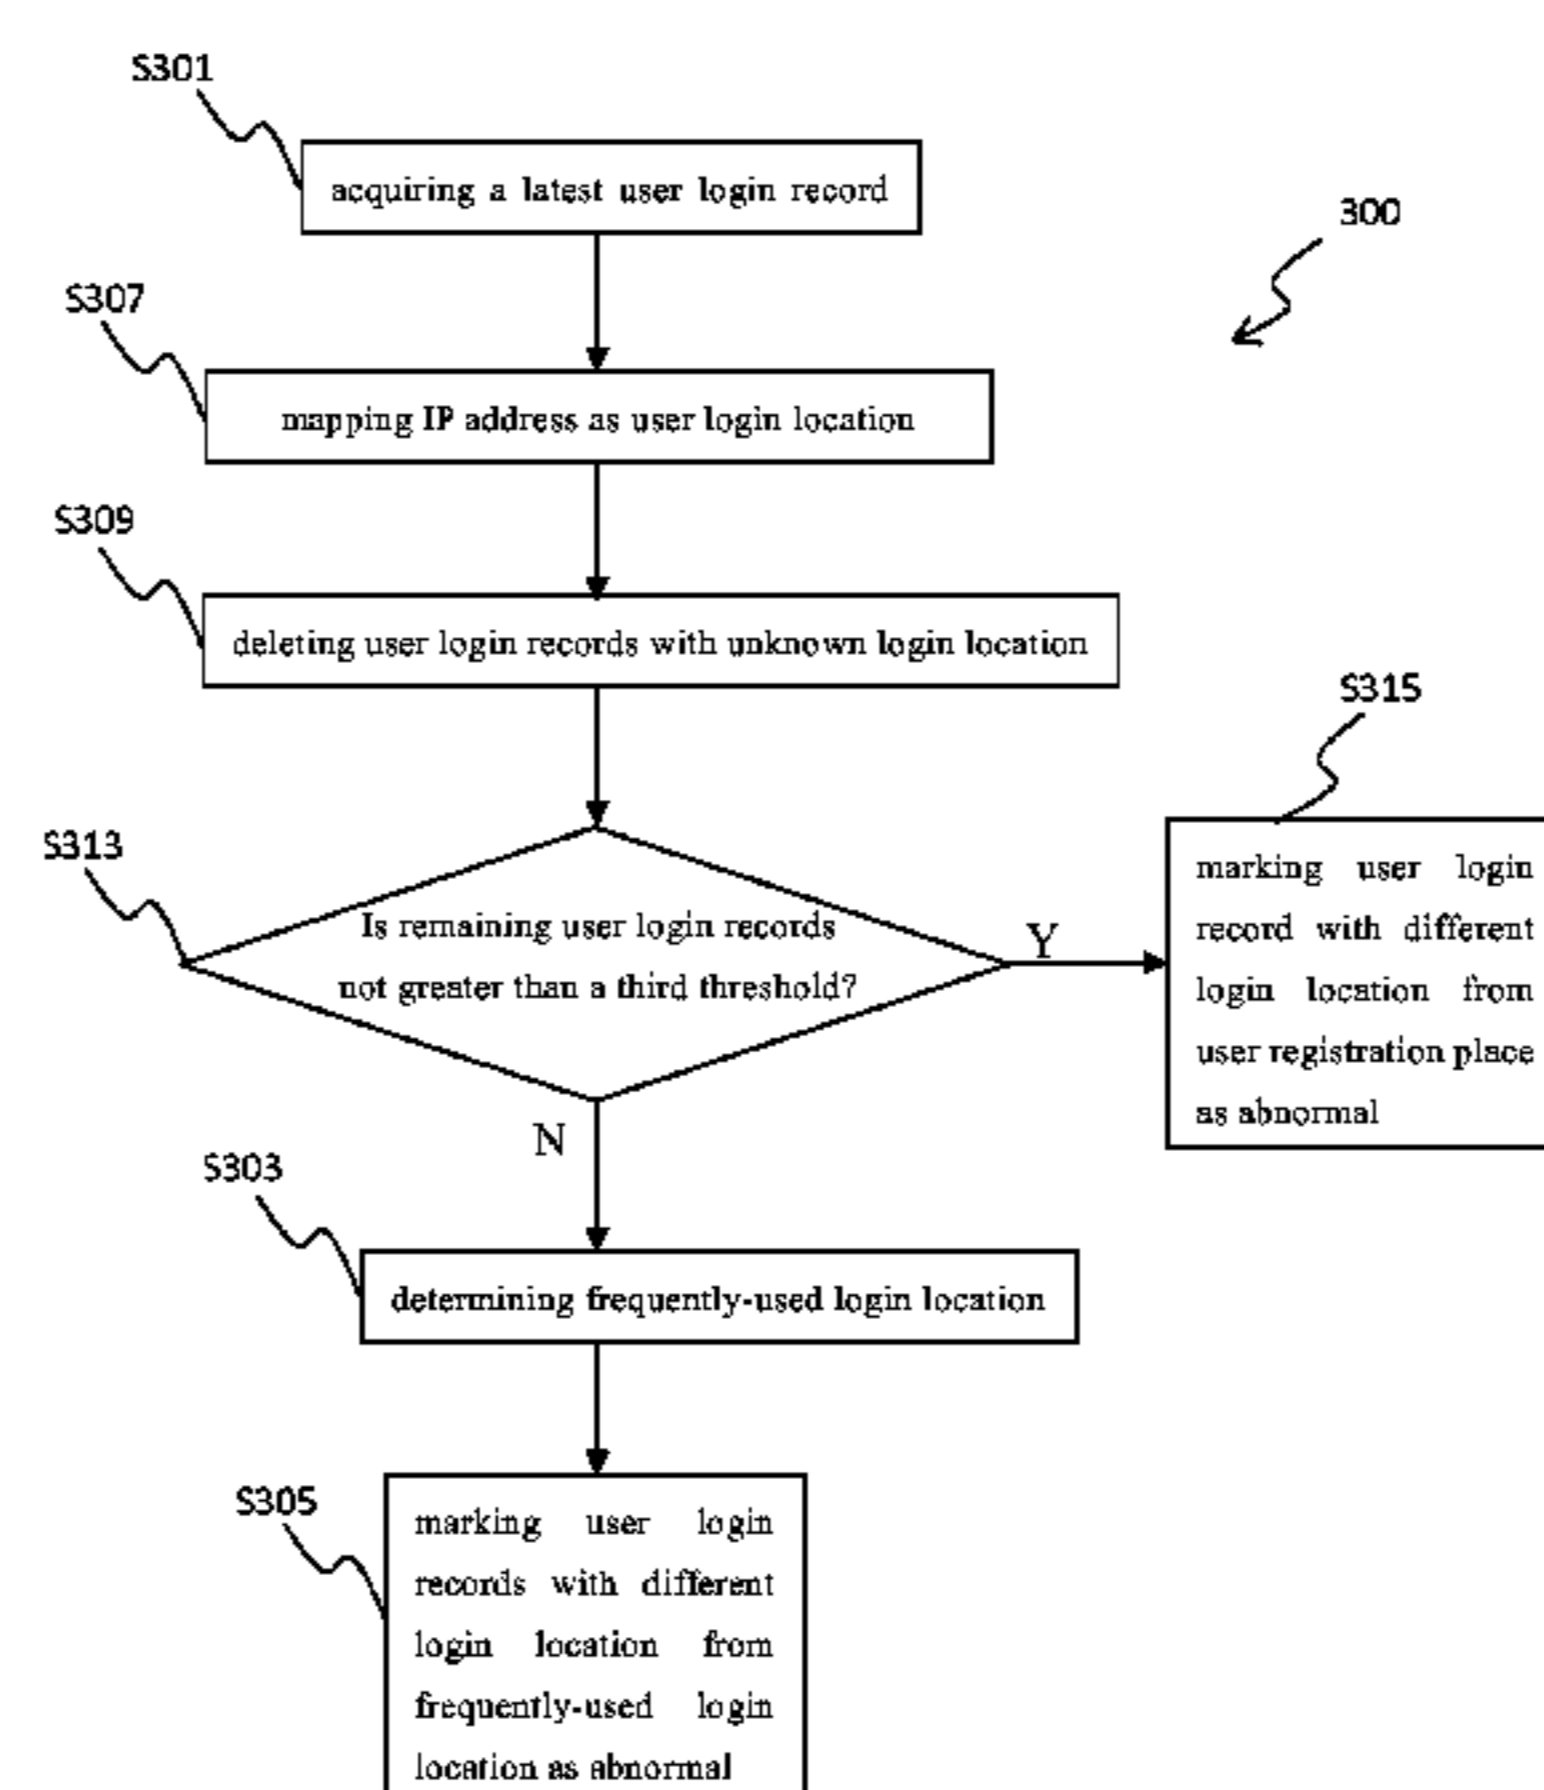 S301
acquiring a latest user login record
300
S307
mapping IP address as user login location
S309
deleting user login records with unknown login location
S315
marking user login
record with different
login location from
user registration place
as abnormal
S313
Is remaining user login records
not greater than a third threshold?
Y
N
S303
determining frequently-used login location
S305
marking user login
records with different
login location from
frequently-used login
location as abnormal